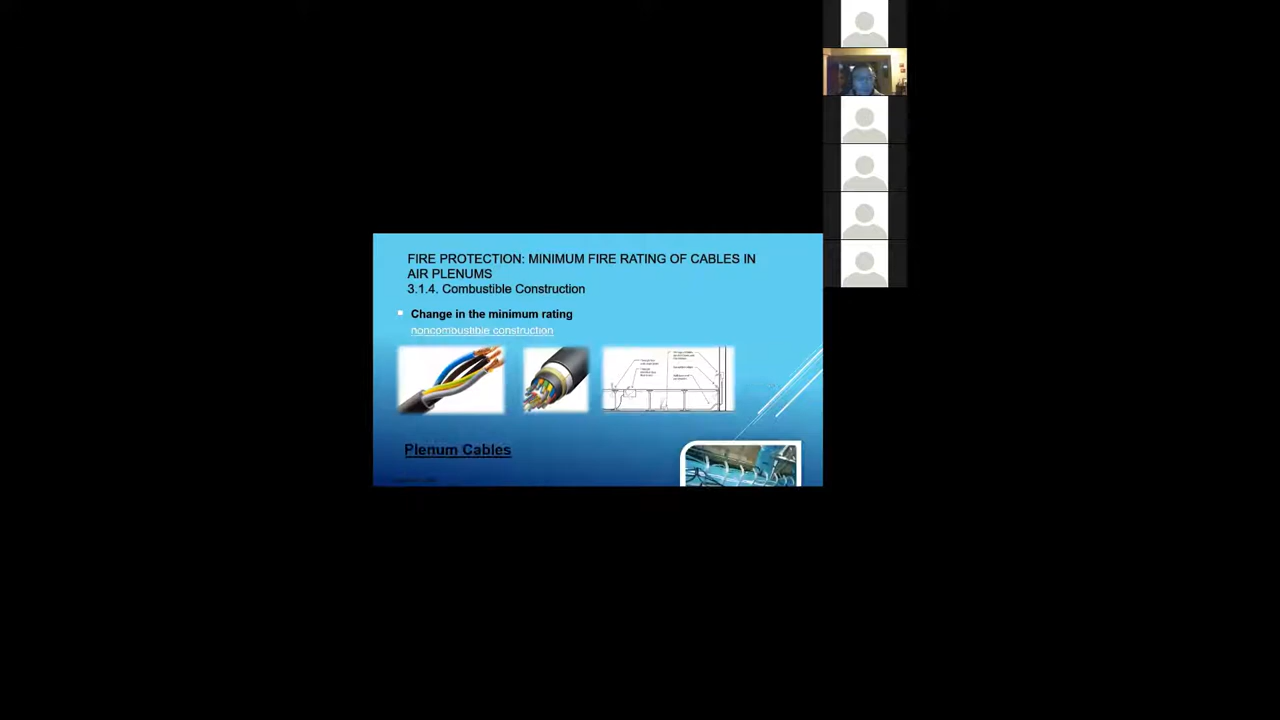 FIRE PROTECTION: MINIMUM FIRE RATING OF CABLES IN
AIR PLENUMS
3.1.4. Combustible Construction
Change in the minimum rating
noncombustible construction
Plenum Cables